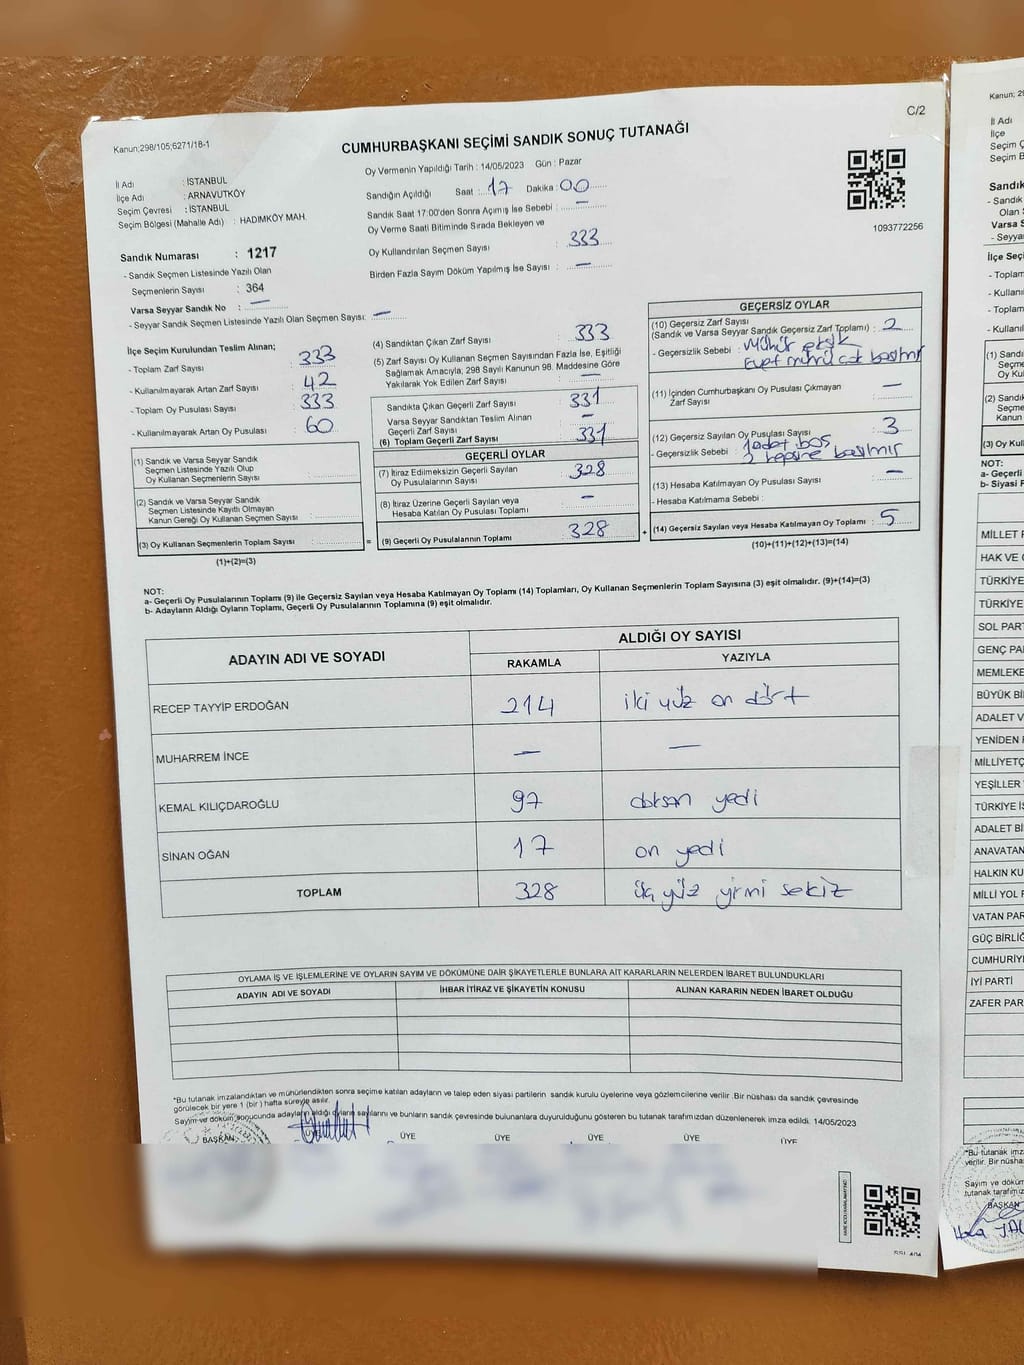 C/2
Kanun;298/105;6271/18-1
CUMHURBAŞKANI SEÇİMİ SANDIK SONUÇ TUTANAĞI
İl Adı : İSTANBUL
İlçe Adı : ARNAVUTKÖY
Seçim Çevresi : İSTANBUL
Seçim Bölgesi (Mahalle Adı) : HADIMKÖY MAH.
Oy Vermenin Yapıldığı Tarih : 14/05/2023 Gün : Pazar
Sandığın Açıldığı Saat : 17 Dakika : 00
Sandık Saat 17:00'den Sonra Açımış İse Sebebi : —
Oy Verme Saati Bitiminde Sırada Bekleyen ve
Oy Kullandırılan Seçmen Sayısı : 333
Birden Fazla Sayım Döküm Yapılmış İse Sayısı : —
1093772256
Sandık Numarası : 1217
- Sandık Seçmen Listesinde Yazılı Olan
Seçmenlerin Sayısı : 364
Varsa Seyyar Sandık No : —
- Seyyar Sandık Seçmen Listesinde Yazılı Olan Seçmen Sayısı: —
İlçe Seçim Kurulundan Teslim Alınan;
- Toplam Zarf Sayısı : 333
- Kullanılmayarak Artan Zarf Sayısı : 42
- Toplam Oy Pusulası Sayısı : 333
- Kullanılmayarak Artan Oy Pusulası : 60
(1) Sandık ve Varsa Seyyar Sandık
Seçmen Listesinde Yazılı Olup
Oy Kullanan Seçmenlerin Sayısı :
(2) Sandık ve Varsa Seyyar Sandık
Seçmen Listesinde Kayıtlı Olmayan
Kanun Gereği Oy Kullanan Seçmen Sayısı :
(3) Oy Kullanan Seçmenlerin Toplam Sayısı :
(1)+(2)=(3)
(4) Sandıktan Çıkan Zarf Sayısı : 333
(5) Zarf Sayısı Oy Kullanan Seçmen Sayısından Fazla İse, Eşitliği
Sağlamak Amacıyla, 298 Sayılı Kanunun 98. Maddesine Göre
Yakılarak Yok Edilen Zarf Sayısı : —
Sandıkta Çıkan Geçerli Zarf Sayısı : 331
Varsa Seyyar Sandıktan Teslim Alınan
Geçerli Zarf Sayısı : —
(6) Toplam Geçerli Zarf Sayısı : 331
GEÇERLİ OYLAR
(7) İtiraz Edilmeksizin Geçerli Sayılan
Oy Pusulalarının Sayısı : 328
(8) İtiraz Üzerine Geçerli Sayılan veya
Hesaba Katılan Oy Pusulası Toplamı : —
= (9) Geçerli Oy Pusulalarının Toplamı : 328 +
GEÇERSİZ OYLAR
(10) Geçersiz Zarf Sayısı
(Sandık ve Varsa Seyyar Sandık Geçersiz Zarf Toplamı) : 2
- Geçersizlik Sebebi : Mühür eksik
Evet mührü çok basılmış
(11) İçinden Cumhurbaşkanı Oy Pusulası Çıkmayan
Zarf Sayısı : —
(12) Geçersiz Sayılan Oy Pusulası Sayısı : 3
- Geçersizlik Sebebi : 1 adet boş
2 hepsine basılmış
(13) Hesaba Katılmayan Oy Pusulası Sayısı : —
- Hesaba Katılmama Sebebi :
(14) Geçersiz Sayılan veya Hesaba Katılmayan Oy Toplamı : 5
(10)+(11)+(12)+(13)=(14)
NOT:
a- Geçerli Oy Pusulalarının Toplamı (9) ile Geçersiz Sayılan veya Hesaba Katılmayan Oy Toplamı (14) Toplamları, Oy Kullanan Seçmenlerin Toplam Sayısına (3) eşit olmalıdır. (9)+(14)=(3)
b- Adayların Aldığı Oyların Toplamı, Geçerli Oy Pusulalarının Toplamına (9) eşit olmalıdır.
ADAYIN ADI VE SOYADI
ALDIĞI OY SAYISI
RAKAMLA YAZIYLA
RECEP TAYYİP ERDOĞAN 214 iki yüz on dört
MUHARREM İNCE — —
KEMAL KILIÇDAROĞLU 97 doksan yedi
SİNAN OĞAN 17 on yedi
TOPLAM 328 üç yüz yirmi sekiz
OYLAMA İŞ VE İŞLEMLERİNE VE OYLARIN SAYIM VE DÖKÜMÜNE DAİR ŞİKAYETLERLE BUNLARA AİT KARARLARIN NELERDEN İBARET BULUNDUKLARI
ADAYIN ADI VE SOYADI İHBAR İTİRAZ VE ŞİKAYETİN KONUSU ALINAN KARARIN NEDEN İBARET OLDUĞU
*Bu tutanak imzalandıktan ve mühürlendikten sonra seçime katılan adayların ve talep eden siyasi partilerin sandık kurulu üyelerine veya gözlemcilerine verilir. Bir nüshası da sandık çevresinde
görülecek bir yere 1 (bir ) hafta süreyle asılır.
Sayım ve döküm sonucunda adayların aldığı oyların sayılarını ve bunların sandık çevresinde bulunanlara duyurulduğunu gösteren bu tutanak tarafımızdan düzenlenerek imza edildi. 14/05/2023
BAŞKAN ÜYE ÜYE ÜYE ÜYE ÜYE ÜYE
Kanun; 29
İl Adı
İlçe
Seçim Ç
Seçim B
Sandık
- Sandık
Olan
Varsa S
- Seyya
İlçe Seçi
- Toplam
- Kullanı
- Toplam
- Kullanıl
(1) Sand
Seçme
Oy Kul
(2) Sandı
Seçme
Kanun
(3) Oy Kul
NOT:
a- Geçerli
b- Siyasi F
MİLLET
HAK VE
TÜRKİYE
TÜRKİYE
SOL PART
GENÇ PA
MEMLEKE
BÜYÜK Bİ
ADALET V
YENİDEN
MİLLİYETÇ
YEŞİLLER
TÜRKİYE İŞ
ADALET Bİ
ANAVATAN
HALKIN KU
MİLLİ YOL
VATAN PAR
GÜÇ BİRLİĞ
CUMHURİY
İYİ PARTİ
ZAFER PAR
*Bu tutanak imz
verilir. Bir nüsha
Sayım ve döküm
tutanak tarafımız
BAŞKAN